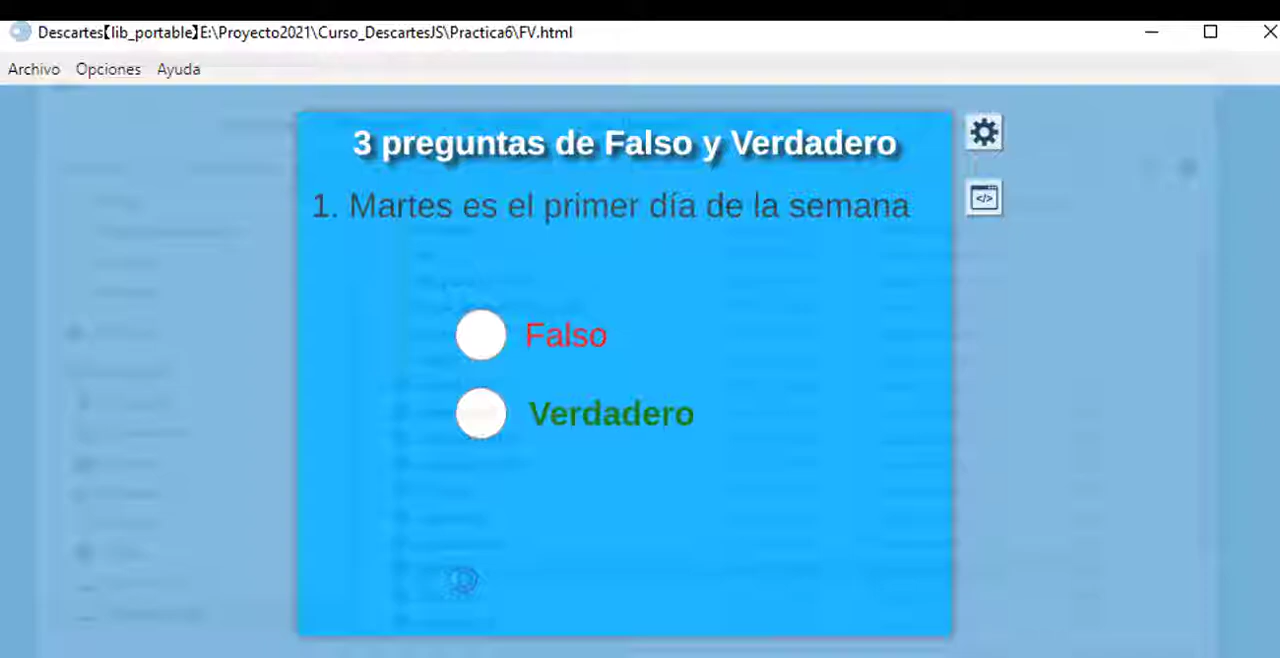 Descartes【lib_portable】E:\Proyecto2021\Curso_DescartesJS\Practica6\FV.html
Archivo Opciones Ayuda
3 preguntas de Falso y Verdadero
</>
1. Martes es el primer día de la semana
Falso
Verdadero